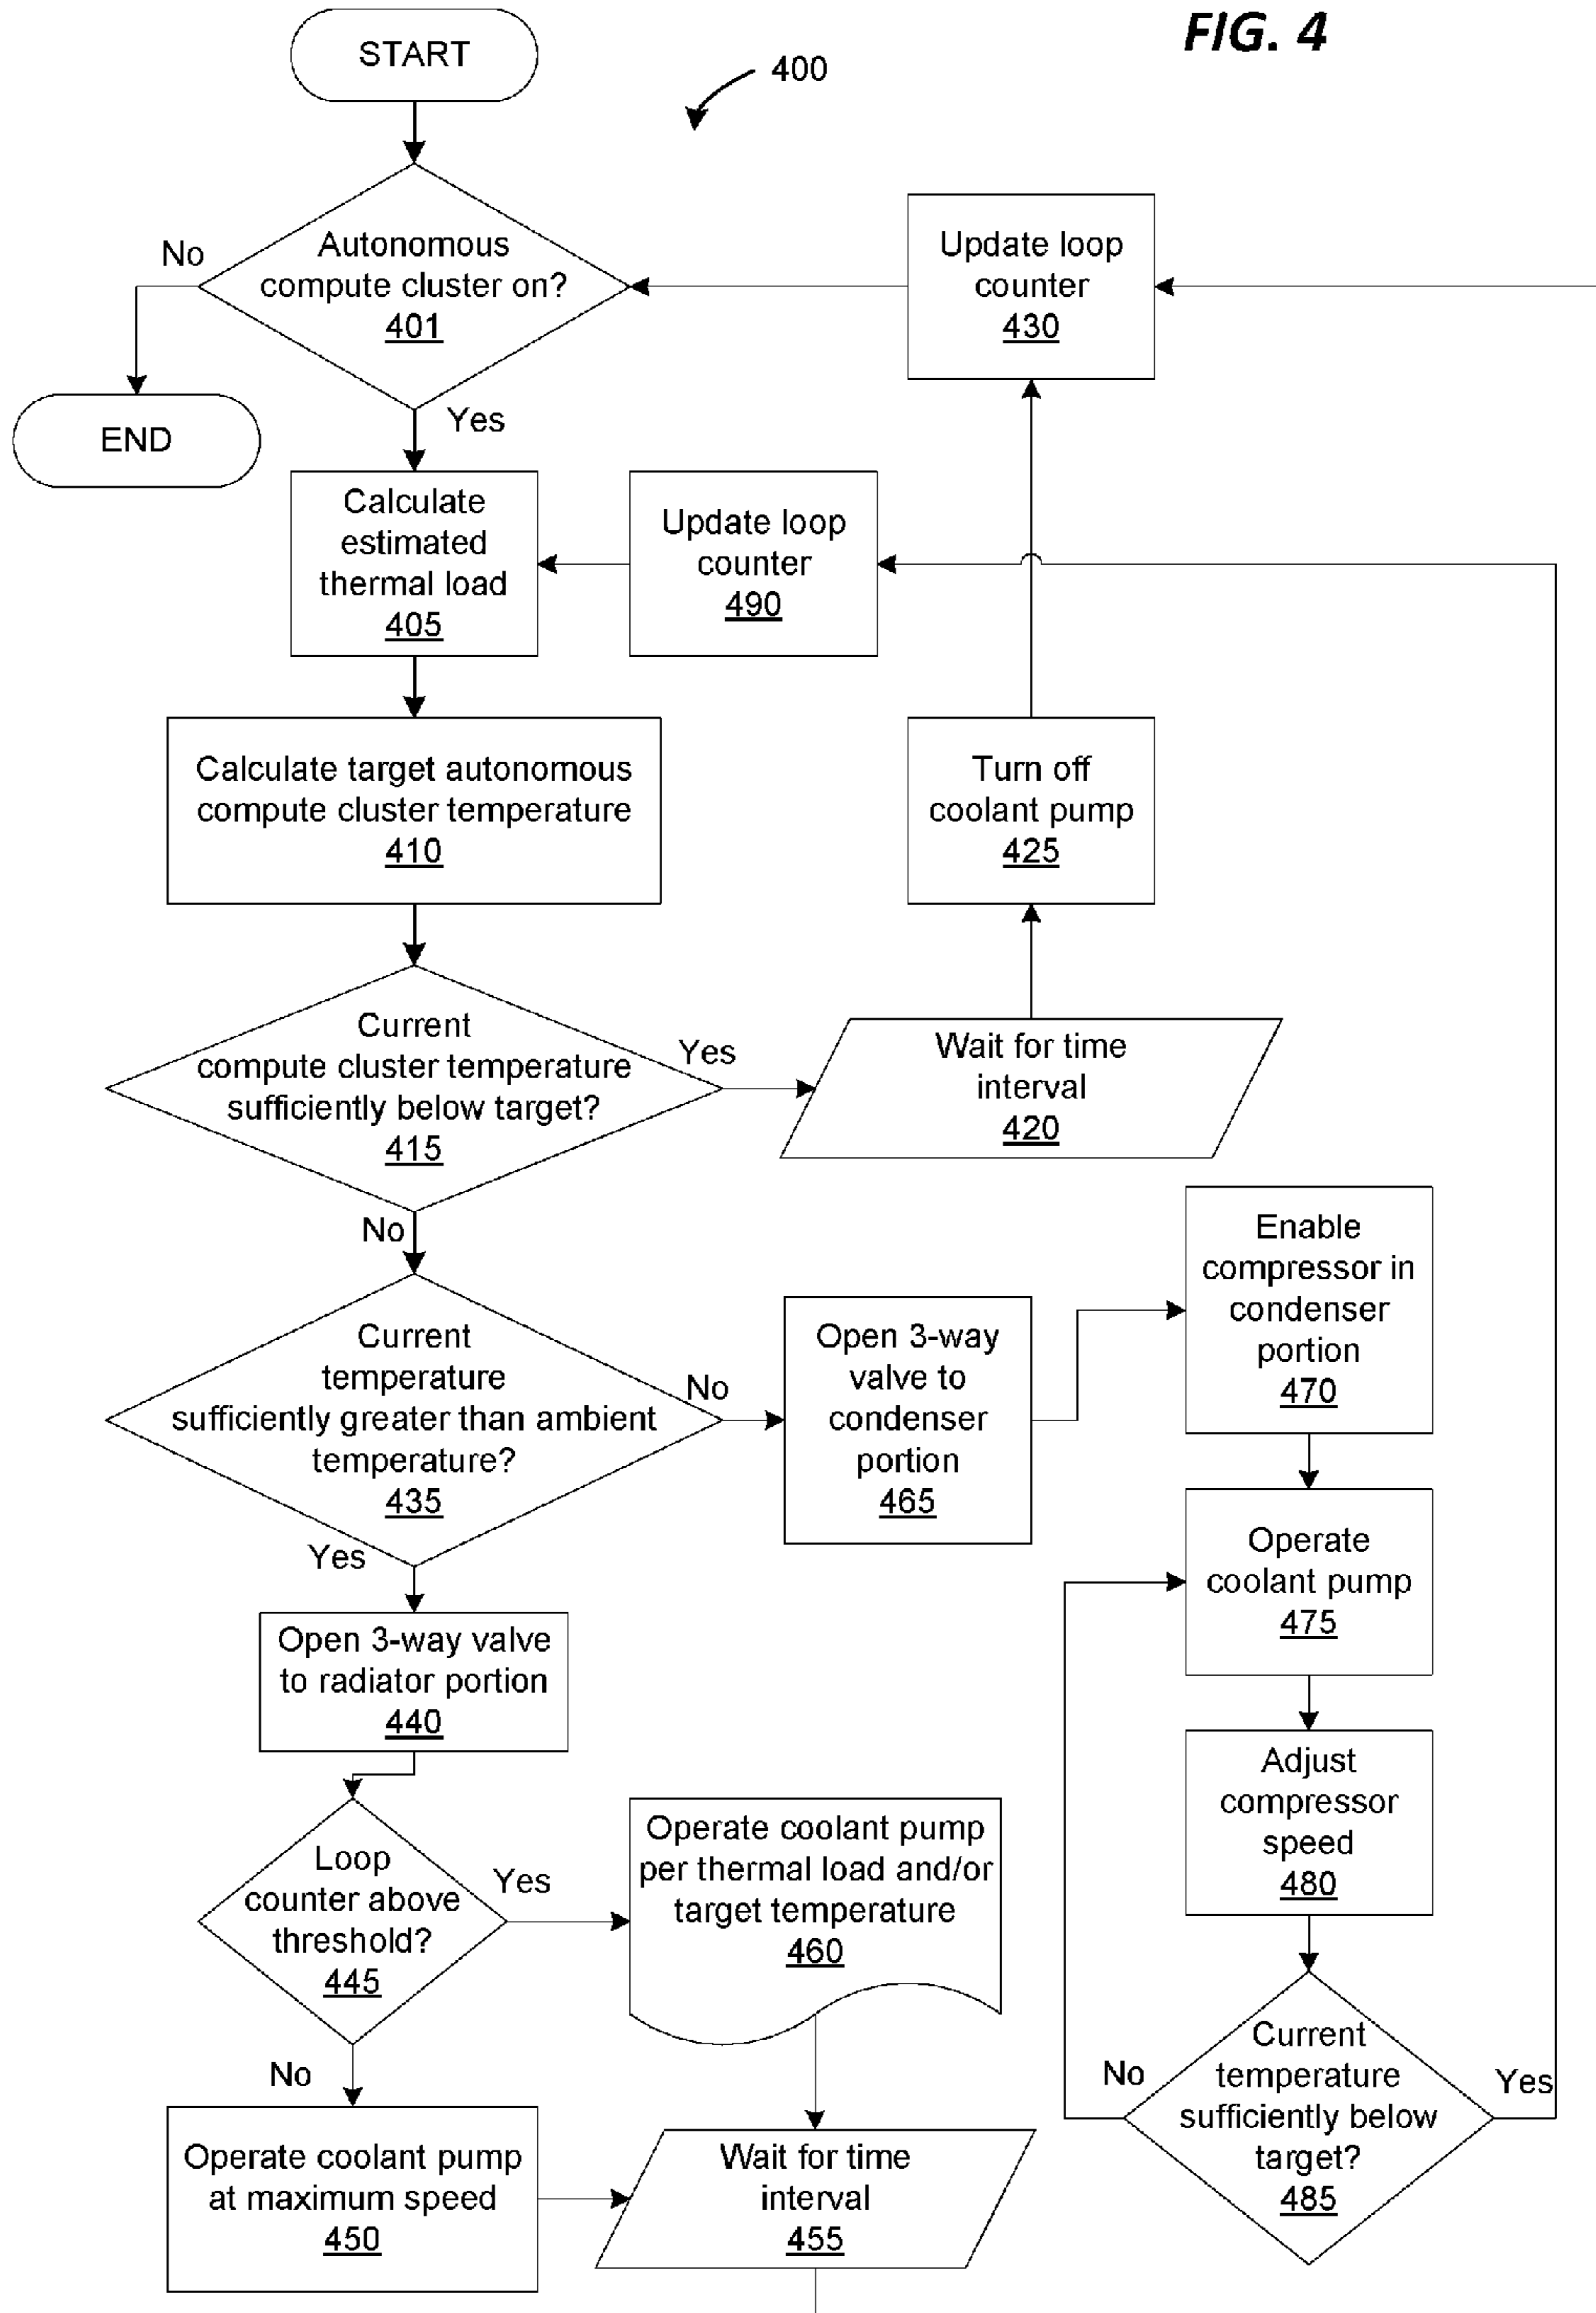 FIG. 4
START
400
Autonomous
compute cluster on?
401
No
Yes
END
Update loop
counter
430
Calculate
estimated
thermal load
405
Update loop
counter
490
Calculate target autonomous
compute cluster temperature
410
Turn off
coolant pump
425
Current
compute cluster temperature
sufficiently below target?
415
Yes
No
Wait for time
interval
420
Current
temperature
sufficiently greater than ambient
temperature?
435
No
Yes
Open 3-way
valve to
condenser
portion
465
Enable
compressor in
condenser
portion
470
Operate
coolant pump
475
Open 3-way valve
to radiator portion
440
Adjust
compressor
speed
480
Loop
counter above
threshold?
445
Yes
No
Operate coolant pump
per thermal load and/or
target temperature
460
Current
temperature
sufficiently below
target?
485
No
Yes
Operate coolant pump
at maximum speed
450
Wait for time
interval
455